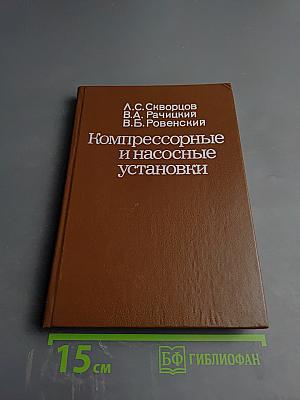 Л.С.Скворцов
В.А.Рачицкий
В.Б.Ровенский
Компрессорные
и насосные
установки
15 см
БФ ГИБЛИОФАН